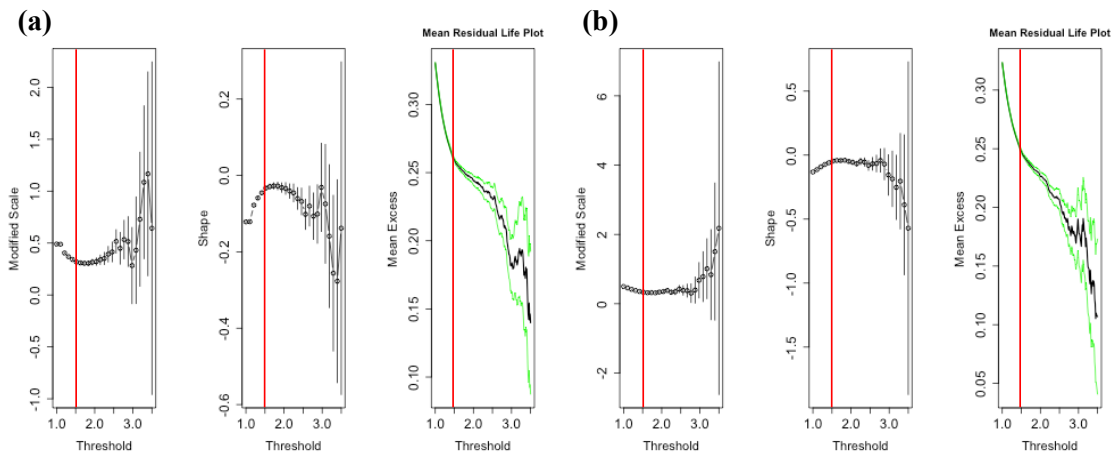 (a)
Modified Scale
-1.0 -0.5 0.0 0.5 1.0 1.5 2.0
1.0 2.0 3.0
Threshold
Shape
-0.6 -0.4 -0.2 0.0 0.2
1.0 2.0 3.0
Threshold
Mean Residual Life Plot
Mean Excess
0.10 0.15 0.20 0.25 0.30
1.0 2.0 3.0
Threshold
(b)
Modified Scale
-2 0 2 4 6
1.0 2.0 3.0
Threshold
Shape
-1.5 -1.0 -0.5 0.0 0.5
1.0 2.0 3.0
Threshold
Mean Residual Life Plot
Mean Excess
0.05 0.10 0.15 0.20 0.25 0.30
1.0 2.0 3.0
Threshold